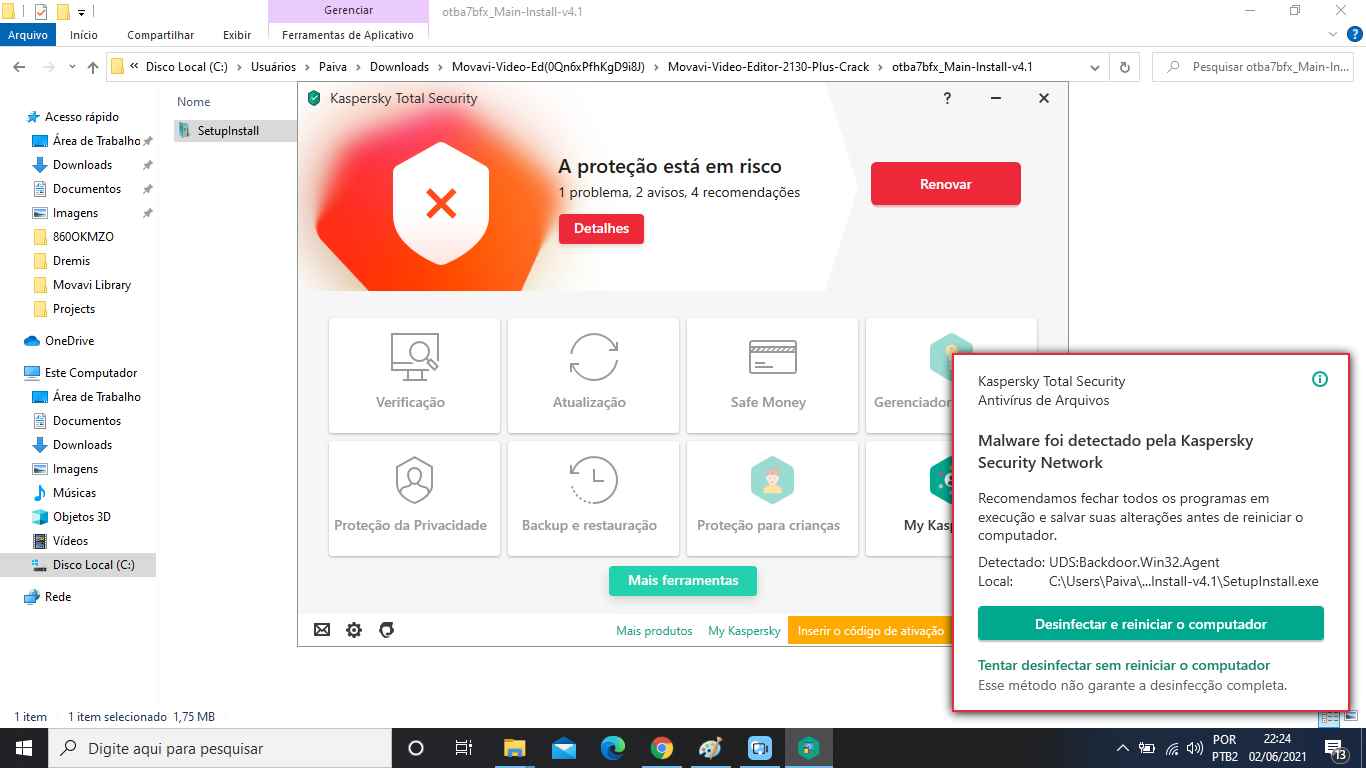 Gerenciar
otba7bfx_Main-Install-v4.1
Arquivo
Início
Compartilhar
Exibir
Ferramentas de Aplicativo
Disco Local (C:)
Usuários
Paiva
Downloads
Movavi-Video-Ed(0Qn6xPfhKgD9i8J)
Movavi-Video-Editor-2130-Plus-Crack
otba7bfx_Main-Install-v4.1
Pesquisar otba7bfx_Main-In...
Nome
SetupInstall
Acesso rápido
Área de Trabalho
Downloads
Documentos
Imagens
860OKMZO
Dremis
Movavi Library
Projects
OneDrive
Este Computador
Área de Trabalho
Documentos
Downloads
Imagens
Músicas
Objetos 3D
Vídeos
Disco Local (C:)
Rede
Kaspersky Total Security
?
A proteção está em risco
1 problema, 2 avisos, 4 recomendações
Detalhes
Renovar
Verificação
Atualização
Safe Money
Gerenciador
Proteção da Privacidade
Backup e restauração
Proteção para crianças
My Kasp
Mais ferramentas
Mais produtos
My Kaspersky
Inserir o código de ativação
Kaspersky Total Security
Antivírus de Arquivos
Malware foi detectado pela Kaspersky
Security Network
Recomendamos fechar todos os programas em
execução e salvar suas alterações antes de reiniciar o
computador.
Detectado: UDS:Backdoor.Win32.Agent
Local: C:\Users\Paiva\...Install-v4.1\SetupInstall.exe
Desinfectar e reiniciar o computador
Tentar desinfectar sem reiniciar o computador
Esse método não garante a desinfecção completa.
1 item
1 item selecionado 1,75 MB
Digite aqui para pesquisar
POR
PTB2
22:24
02/06/2021
13